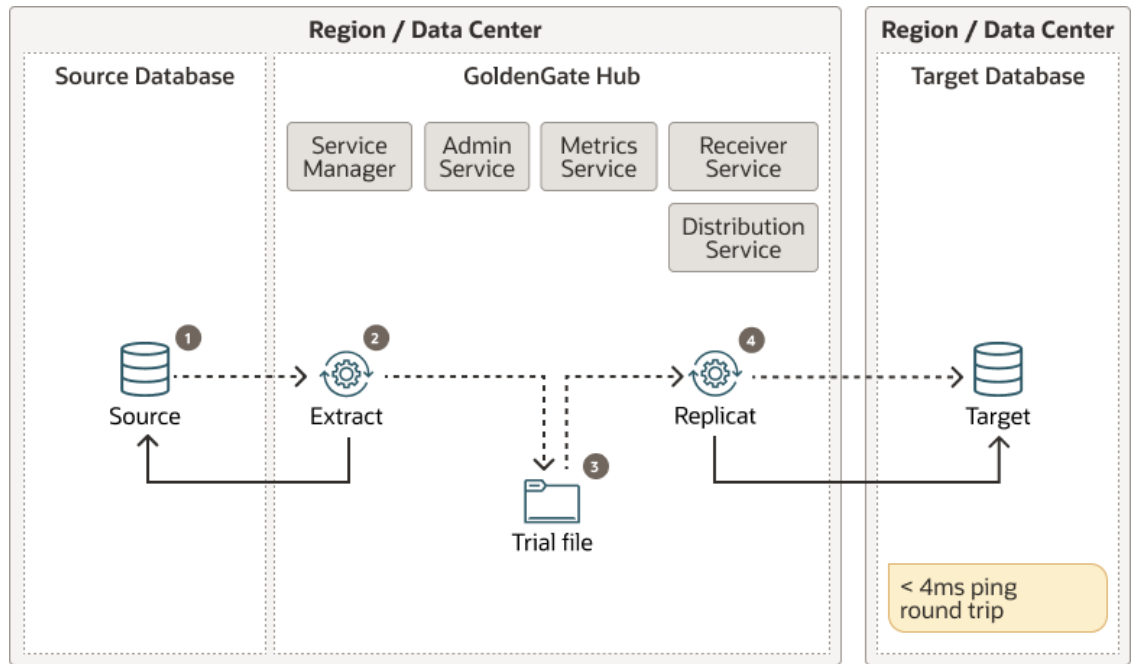 Region / Data Center
Region / Data Center
Source Database
GoldenGate Hub
Target Database
Service
Manager
Admin
Service
Metrics
Service
Receiver
Service
Distribution
Service
1
2
4
Source
Extract
Replicat
Target
3
Trial file
< 4ms ping
round trip